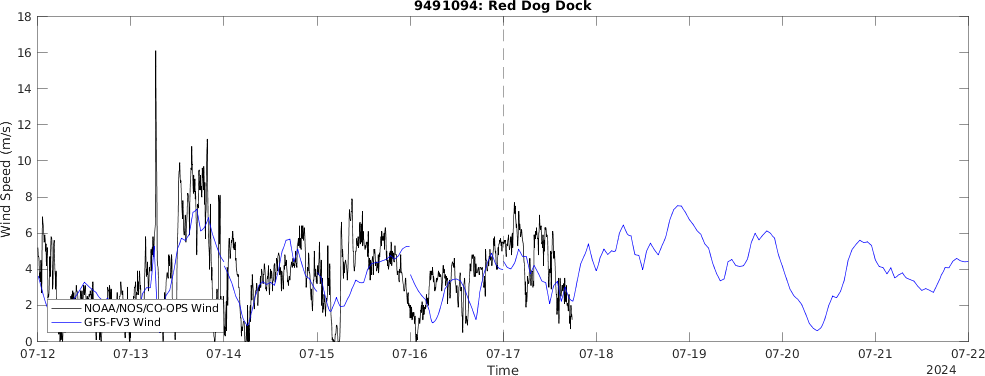 9491094: Red Dog Dock
18
16
14
12
10
8
6
4
2
0
Wind Speed (m/s)
NOAA/NOS/CO-OPS Wind
GFS-FV3 Wind
07-12 07-13 07-14 07-15 07-16 07-17 07-18 07-19 07-20 07-21 07-22
Time
2024